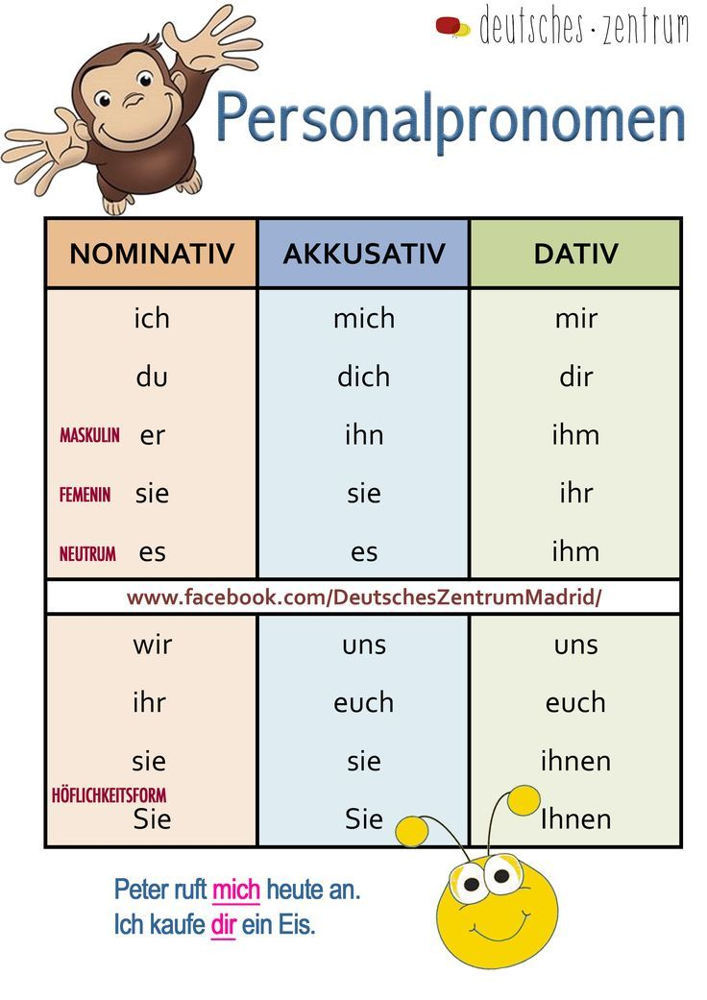 deutsches · zentrum
Personalpronomen
NOMINATIV AKKUSATIV DATIV
ich mich mir
du dich dir
MASKULIN er ihn ihm
FEMENIN sie sie ihr
NEUTRUM es es ihm
www.facebook.com/DeutschesZentrumMadrid/
wir uns uns
ihr euch euch
sie sie ihnen
HÖFLICHKEITSFORM
Sie Sie Ihnen
Peter ruft mich heute an.
Ich kaufe dir ein Eis.